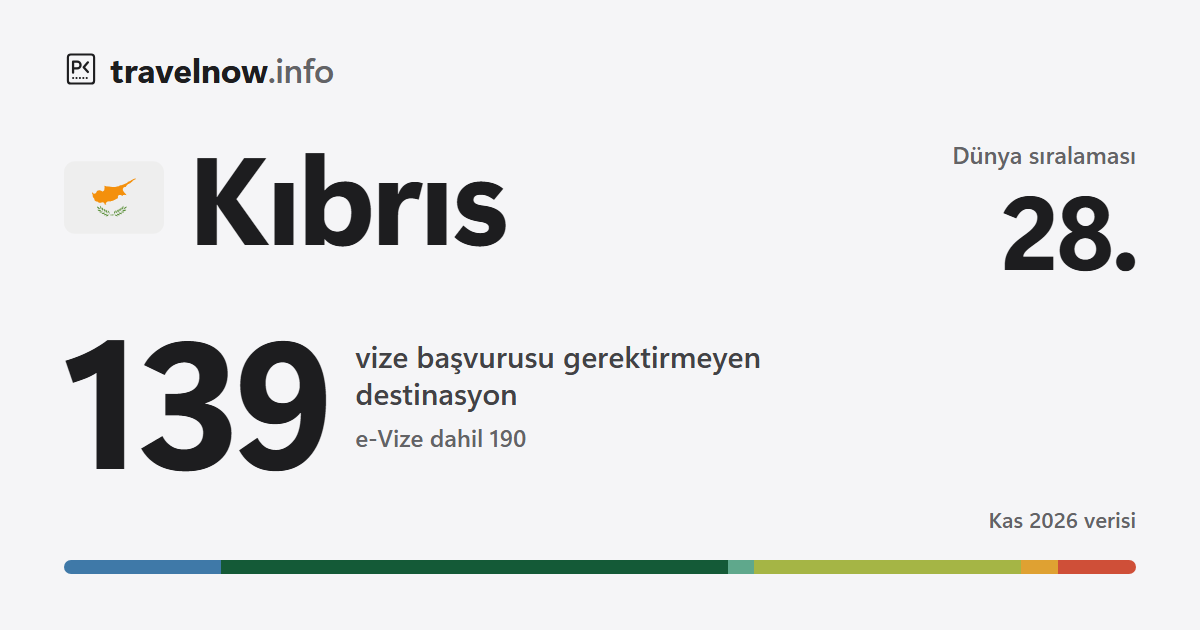 travelnow.info
Kıbrıs
Dünya sıralaması
28.
139
vize başvurusu gerektirmeyen
destinasyon
e-Vize dahil 190
Kas 2026 verisi